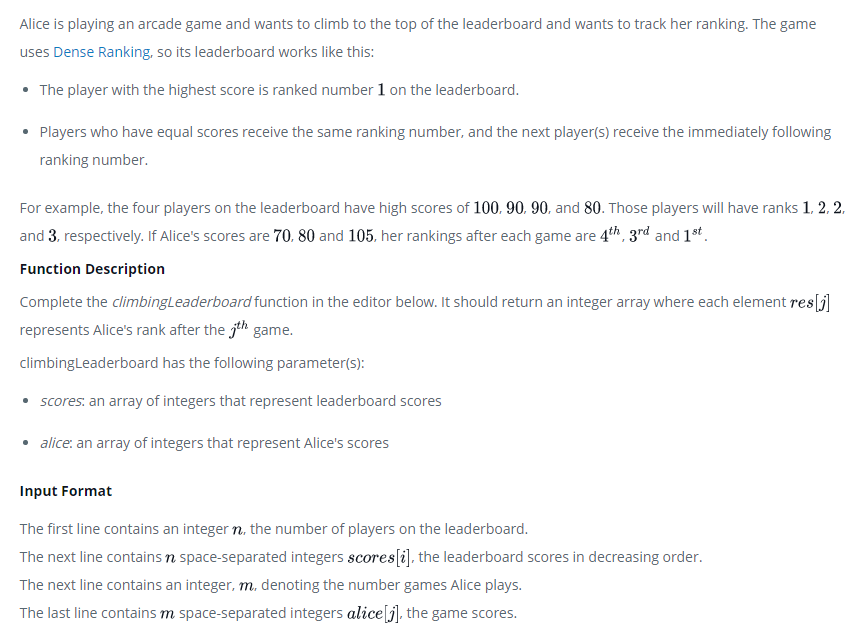 Alice is playing an arcade game and wants to climb to the top of the leaderboard and wants to track her ranking. The game
uses Dense Ranking, so its leaderboard works like this:
• The player with the highest score is ranked number 1 on the leaderboard.
• Players who have equal scores receive the same ranking number, and the next player(s) receive the immediately following
ranking number.
For example, the four players on the leaderboard have high scores of 100, 90, 90, and 80. Those players will have ranks 1, 2, 2,
and 3, respectively. If Alice's scores are 70, 80 and 105, her rankings after each game are 4th, 3rd and 1st.
Function Description
Complete the climbingLeaderboard function in the editor below. It should return an integer array where each element res[j]
represents Alice's rank after the jth game.
climbingLeaderboard has the following parameter(s):
• scores: an array of integers that represent leaderboard scores
• alice: an array of integers that represent Alice's scores
Input Format
The first line contains an integer n, the number of players on the leaderboard.
The next line contains n space-separated integers scores[i], the leaderboard scores in decreasing order.
The next line contains an integer, m, denoting the number games Alice plays.
The last line contains m space-separated integers alice[j], the game scores.